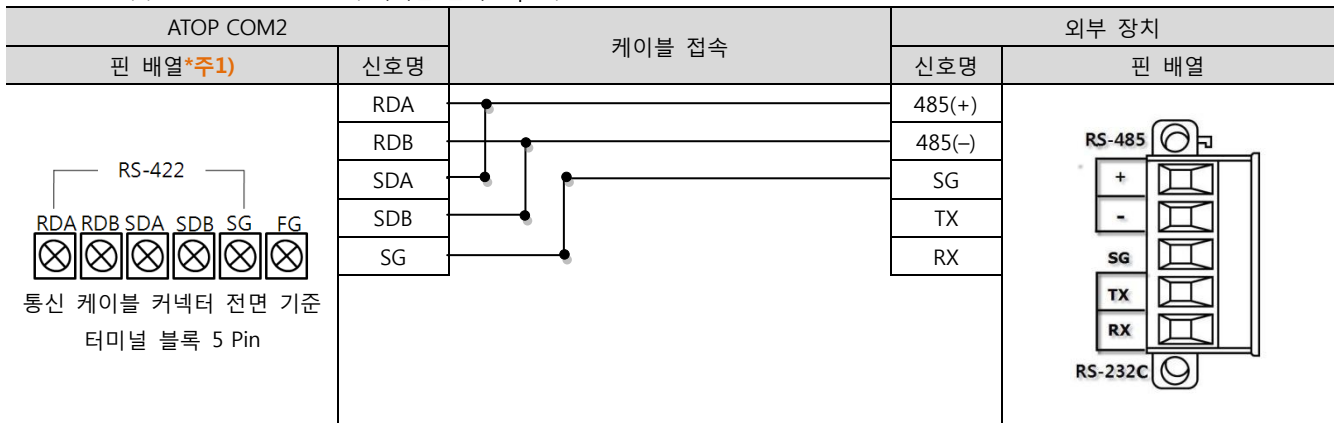 ATOP COM2
케이블 접속
외부 장치
핀 배열*주1)
신호명
신호명
핀 배열
RDA
485(+)
RDB
485(–)
SDA
SG
SDB
TX
SG
RX
RS-422
RDA RDB SDA SDB SG FG
통신 케이블 커넥터 전면 기준
터미널 블록 5 Pin
RS-485
+
-
SG
TX
RX
RS-232C